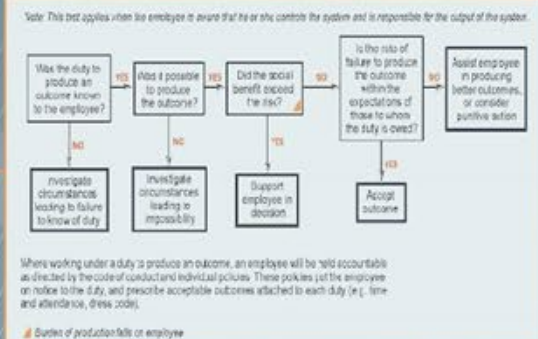 Note: This test applies when the employee is aware that he or she controls the system and is responsible for the output of the system.
Was the duty to
produce an
outcome known
to the employee?
YES
Was it possible
to produce
the outcome?
YES
Did the social
benefit exceed
the risk?
NO
Is the rate of
failure to produce
the outcome
within the
expectations of
those to whom
the duty is owed?
NO
Assist employee
in producing
better outcomes,
or consider
punitive action
NO
NO
YES
YES
Investigate
circumstances
leading to failure
to know of duty
Investigate
circumstances
leading to
impossibility
Support
employee in
decision
Accept
outcome
Where working under a duty to produce an outcome, an employee will be held accountable
as directed by the code of conduct and individual policies. These policies put the employee
on notice to the duty, and prescribe acceptable outcomes attached to each duty (e.g. time
and attendance, dress code).
Burden of production falls on employee